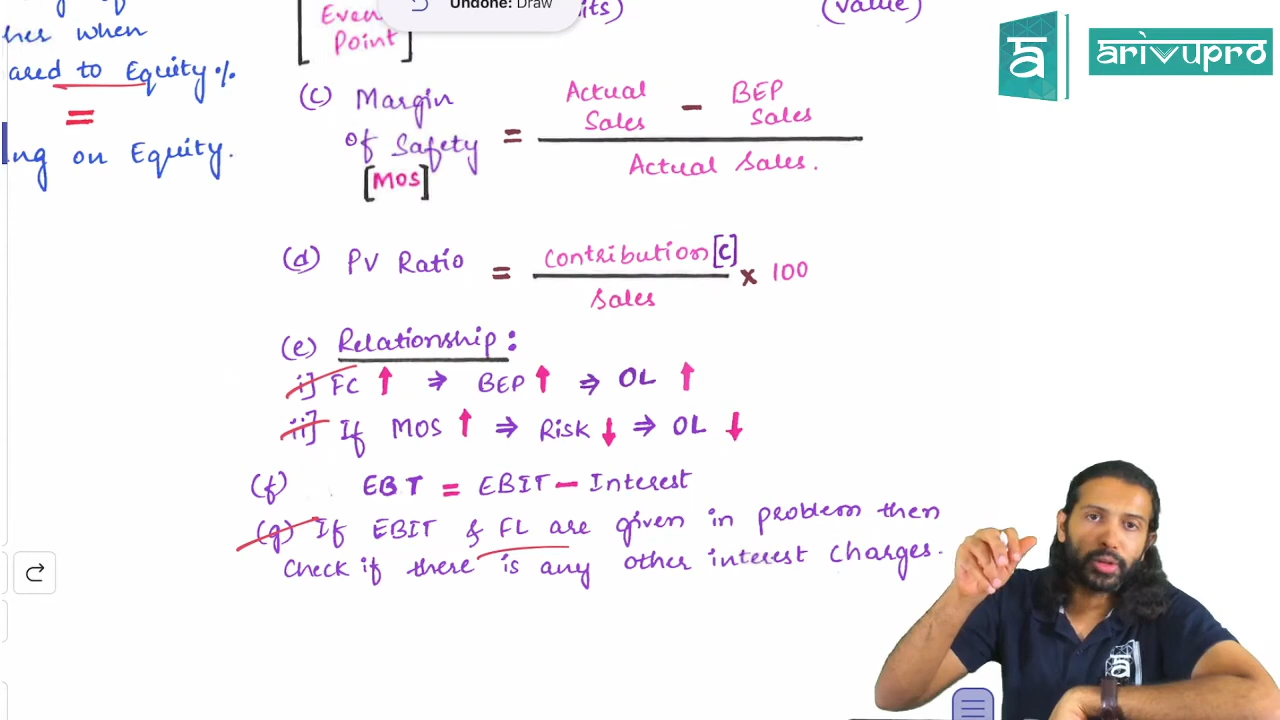 Undone: Draw
Even
Point
(value)
her when
ared to Equity %
=
ng on Equity.
(c) Margin Of Safety [MOS] = Actual Sales - BEP Sales
Actual Sales.
(d) PV Ratio = Contribution [C] x 100
Sales
(e) Relationship:
i] FC ↑ ⇒ BEP ↑ ⇒ OL ↑
ii] If MOS ↑ ⇒ Risk ↓ ⇒ OL ↓
(f) EBT = EBIT - Interest
(g) If EBIT & FL are given in problem then
Check if there is any other interest charges.
a arivupro